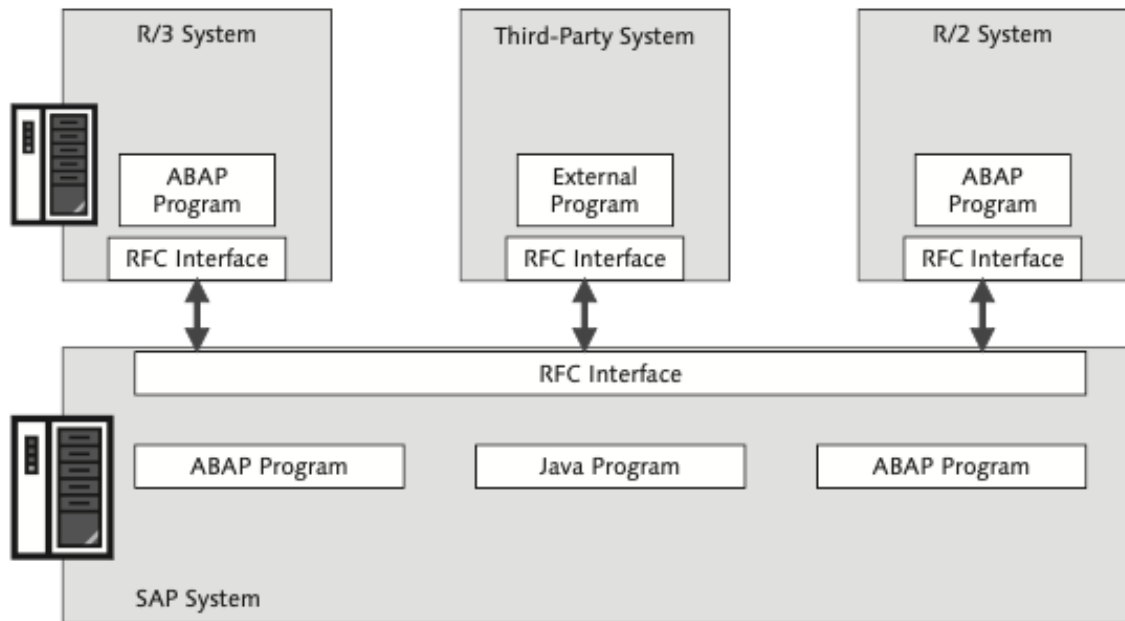 R/3 System
Third-Party System
R/2 System
ABAP
Program
External
Program
ABAP
Program
RFC Interface
RFC Interface
RFC Interface
RFC Interface
ABAP Program
Java Program
ABAP Program
SAP System